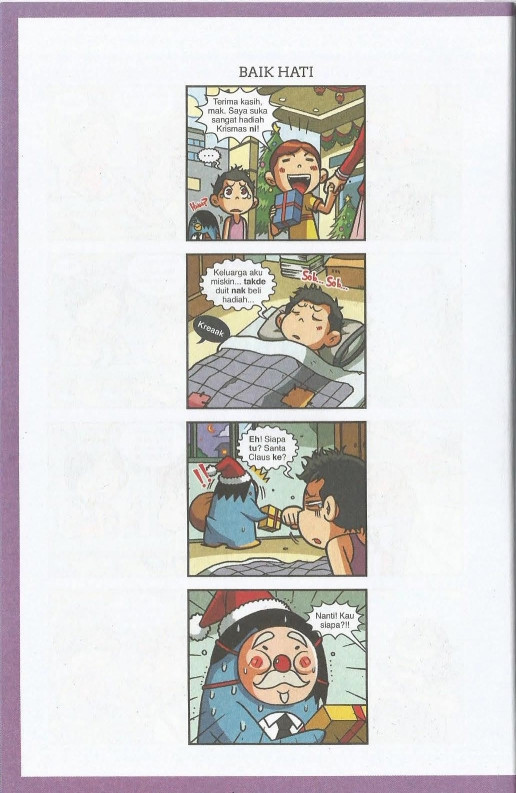 BAIK HATI
Terima kasih,
mak. Saya suka
sangat hadiah
Krismas ni!
...
Hmm?
Keluarga aku
miskin... takde
duit nak beli
hadiah...
Sob... Sob...
Kreaak
Eh! Siapa
tu? Santa
Claus ke?
!!
Nanti! Kau
siapa?!!